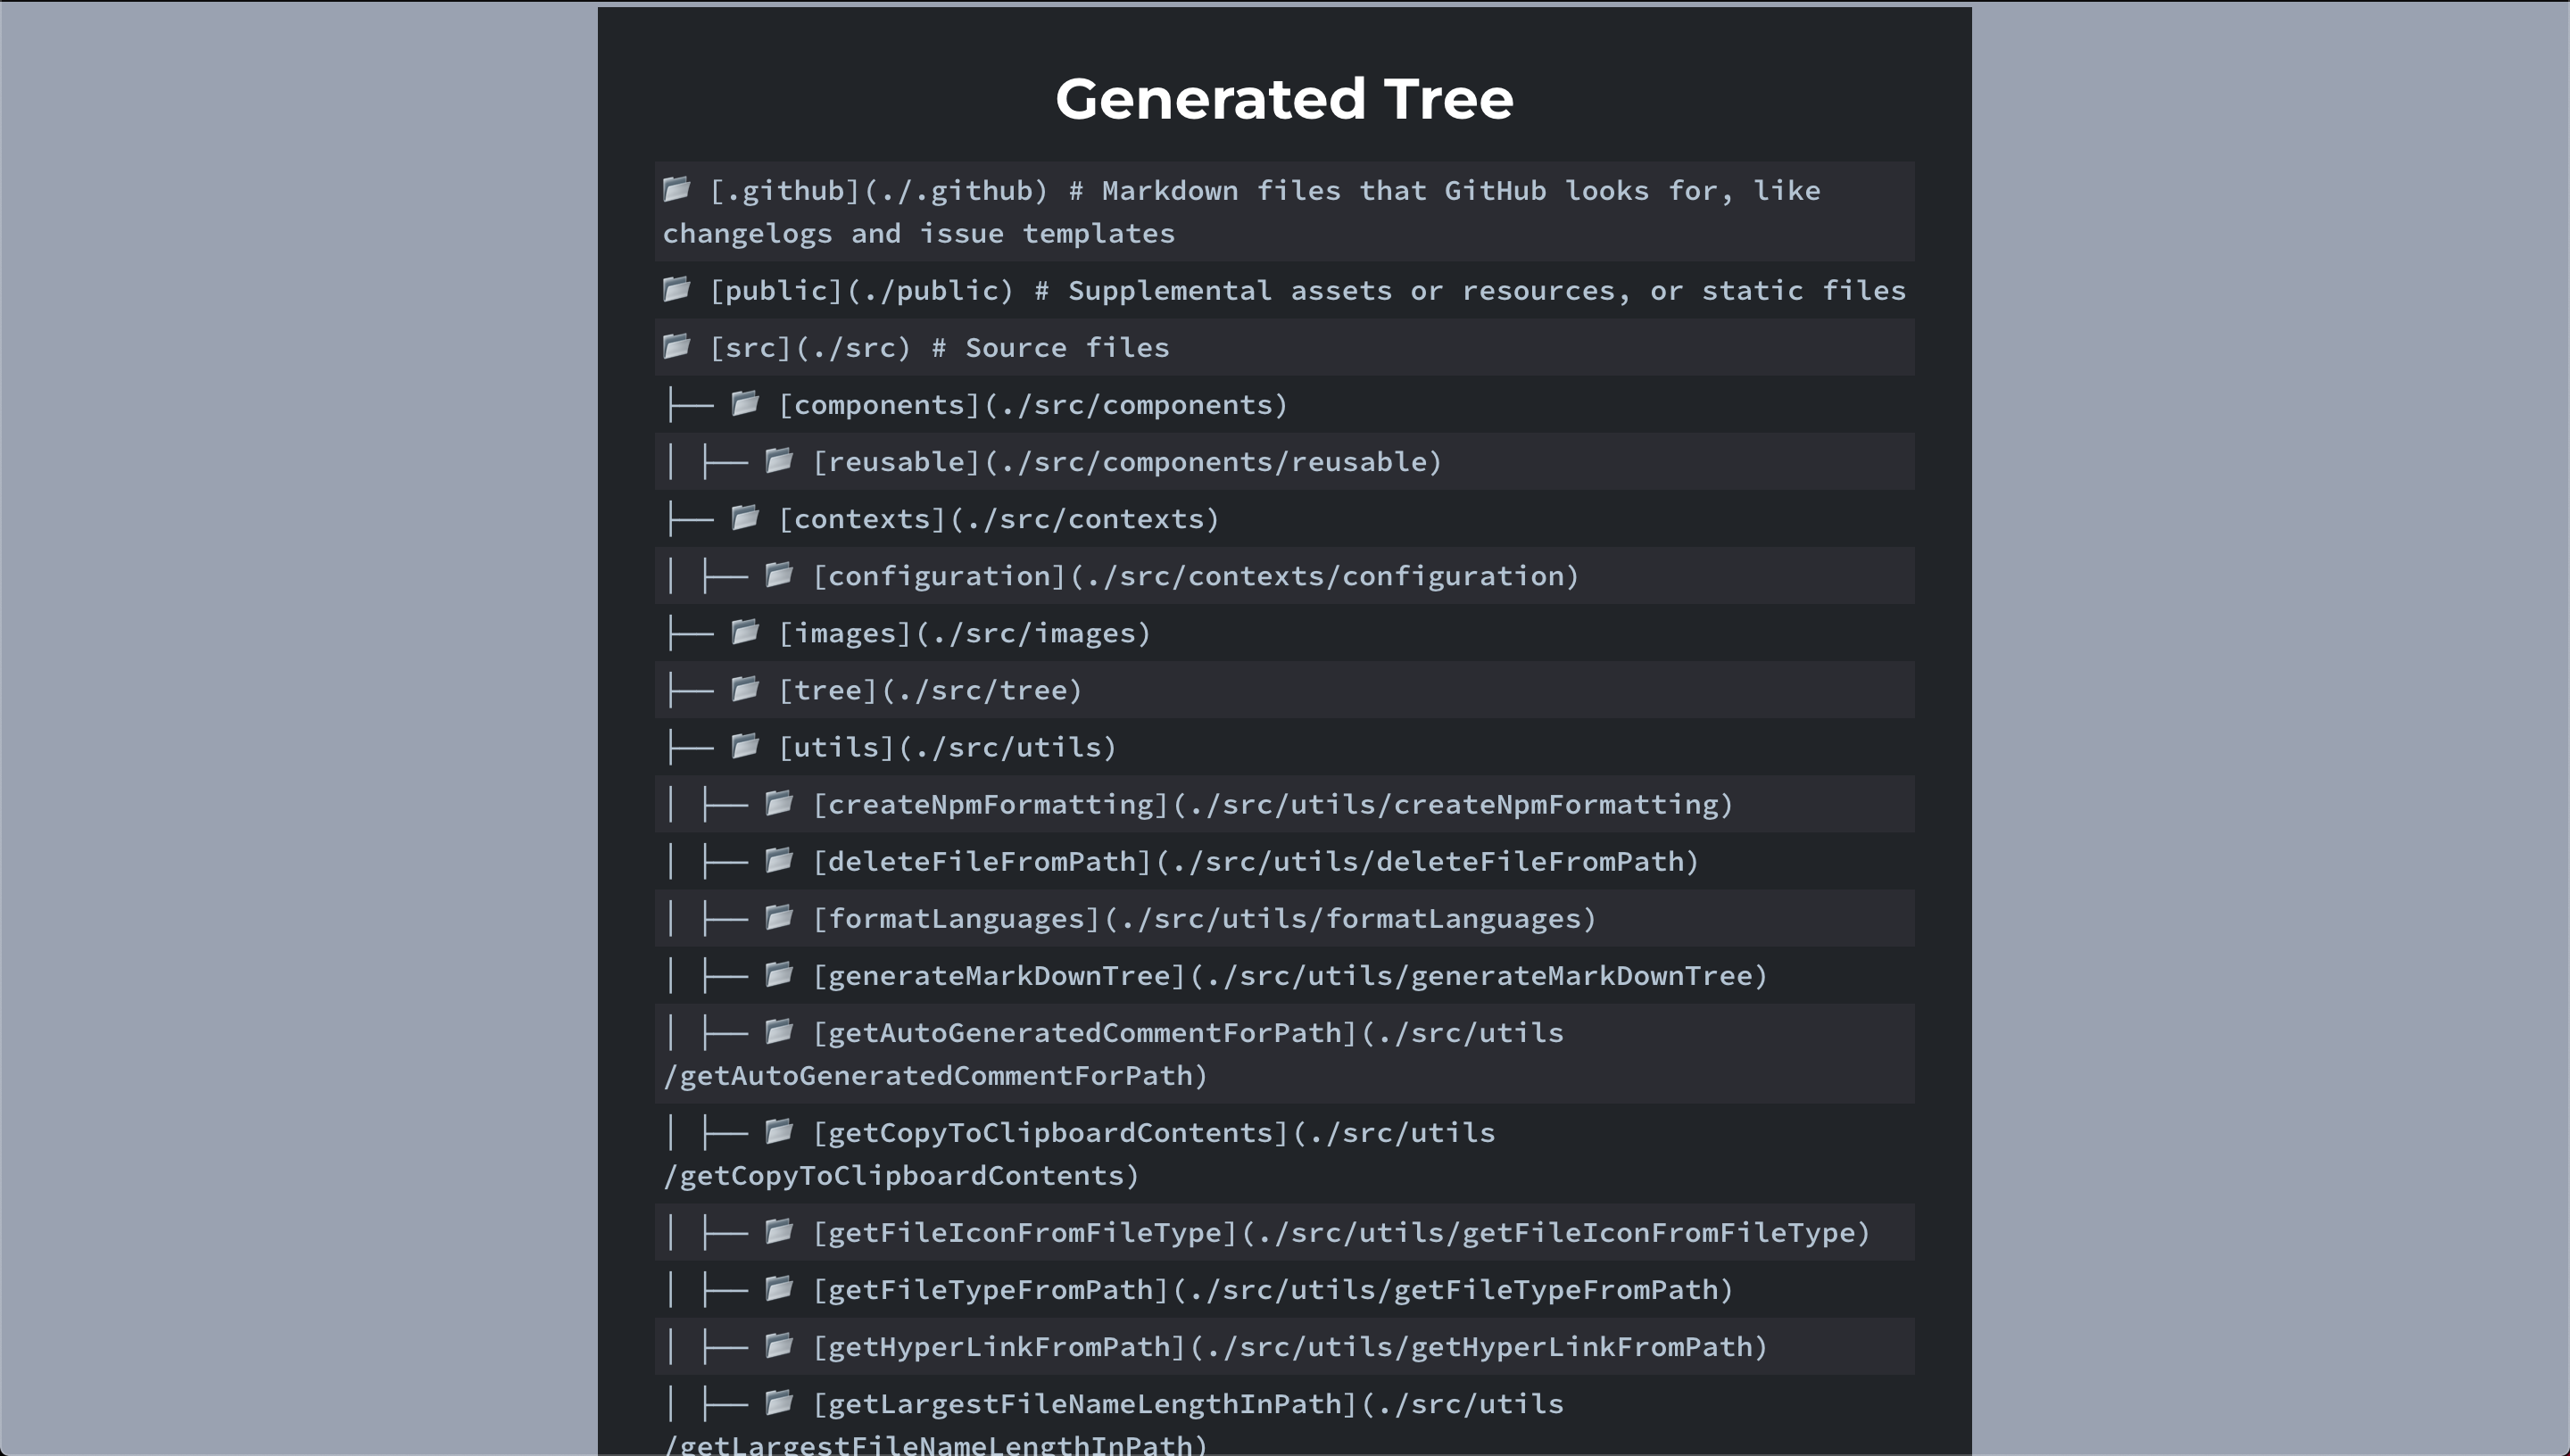 Generated Tree
📂 [.github](./.github) # Markdown files that GitHub looks for, like
changelogs and issue templates
📂 [public](./public) # Supplemental assets or resources, or static files
📂 [src](./src) # Source files
├── 📂 [components](./src/components)
│ ├── 📂 [reusable](./src/components/reusable)
├── 📂 [contexts](./src/contexts)
│ ├── 📂 [configuration](./src/contexts/configuration)
├── 📂 [images](./src/images)
├── 📂 [tree](./src/tree)
├── 📂 [utils](./src/utils)
│ ├── 📂 [createNpmFormatting](./src/utils/createNpmFormatting)
│ ├── 📂 [deleteFileFromPath](./src/utils/deleteFileFromPath)
│ ├── 📂 [formatLanguages](./src/utils/formatLanguages)
│ ├── 📂 [generateMarkDownTree](./src/utils/generateMarkDownTree)
│ ├── 📂 [getAutoGeneratedCommentForPath](./src/utils
/getAutoGeneratedCommentForPath)
│ ├── 📂 [getCopyToClipboardContents](./src/utils
/getCopyToClipboardContents)
│ ├── 📂 [getFileIconFromFileType](./src/utils/getFileIconFromFileType)
│ ├── 📂 [getFileTypeFromPath](./src/utils/getFileTypeFromPath)
│ ├── 📂 [getHyperLinkFromPath](./src/utils/getHyperLinkFromPath)
│ ├── 📂 [getLargestFileNameLengthInPath](./src/utils
/getLargestFileNameLengthInPath)